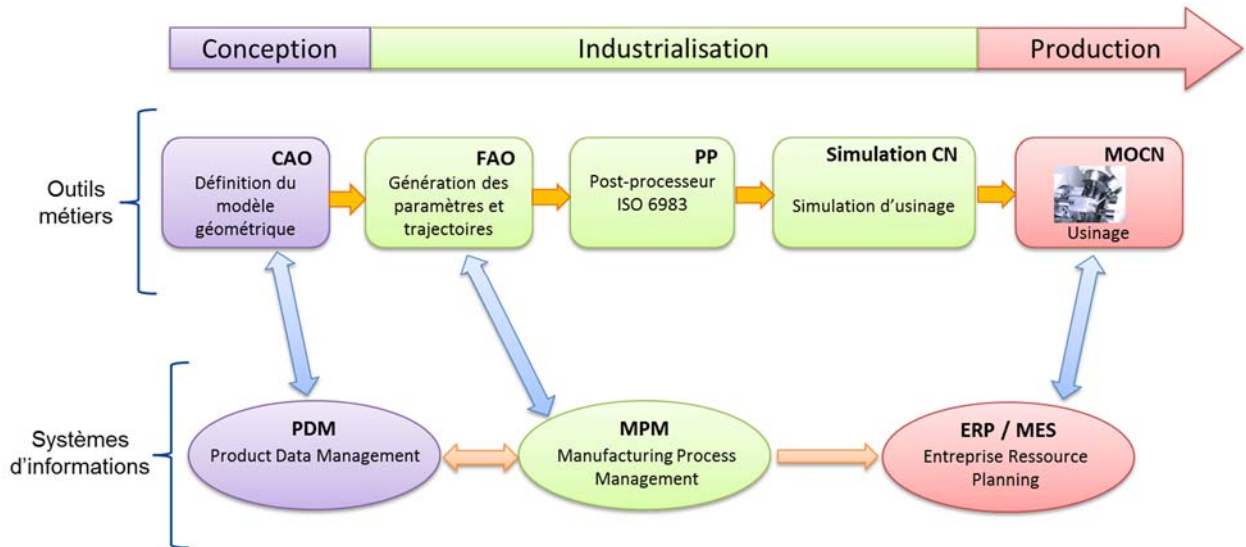 Conception
Industrialisation
Production
Outils
métiers
CAO
Définition du
modèle
géométrique
FAO
Génération des
paramètres et
trajectoires
PP
Post-processeur
ISO 6983
Simulation CN
Simulation d'usinage
MOCN
Usinage
Systèmes
d'informations
PDM
Product Data Management
MPM
Manufacturing Process
Management
ERP / MES
Entreprise Ressource
Planning